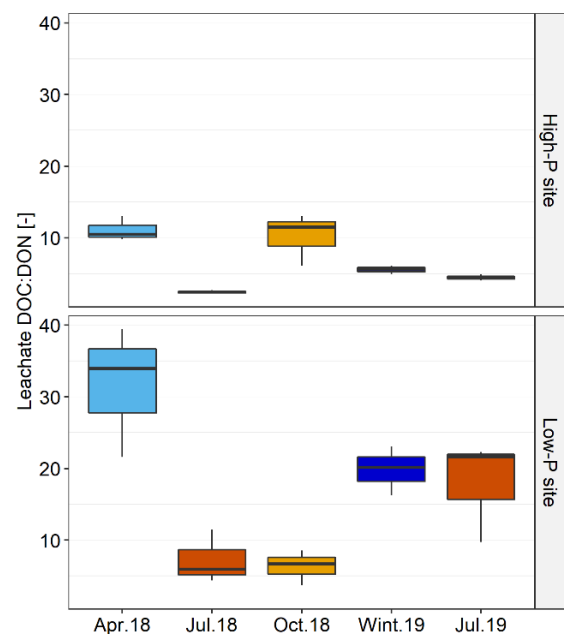 40
30
20
10
High-P site
Leachate DOC:DON [-]
40
30
20
10
Low-P site
Apr.18 Jul.18 Oct.18 Wint.19 Jul.19